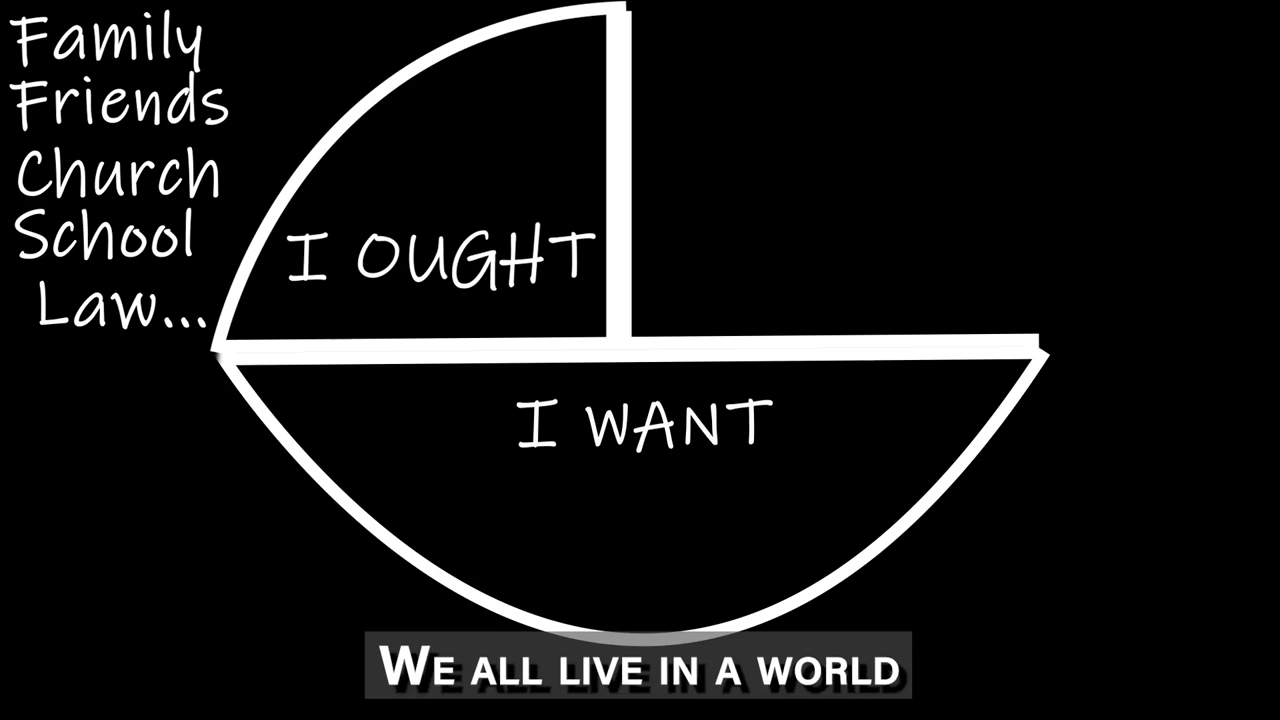 Family
Friends
Church
School
Law...
I OUGHT
I WANT
WE ALL LIVE IN A WORLD